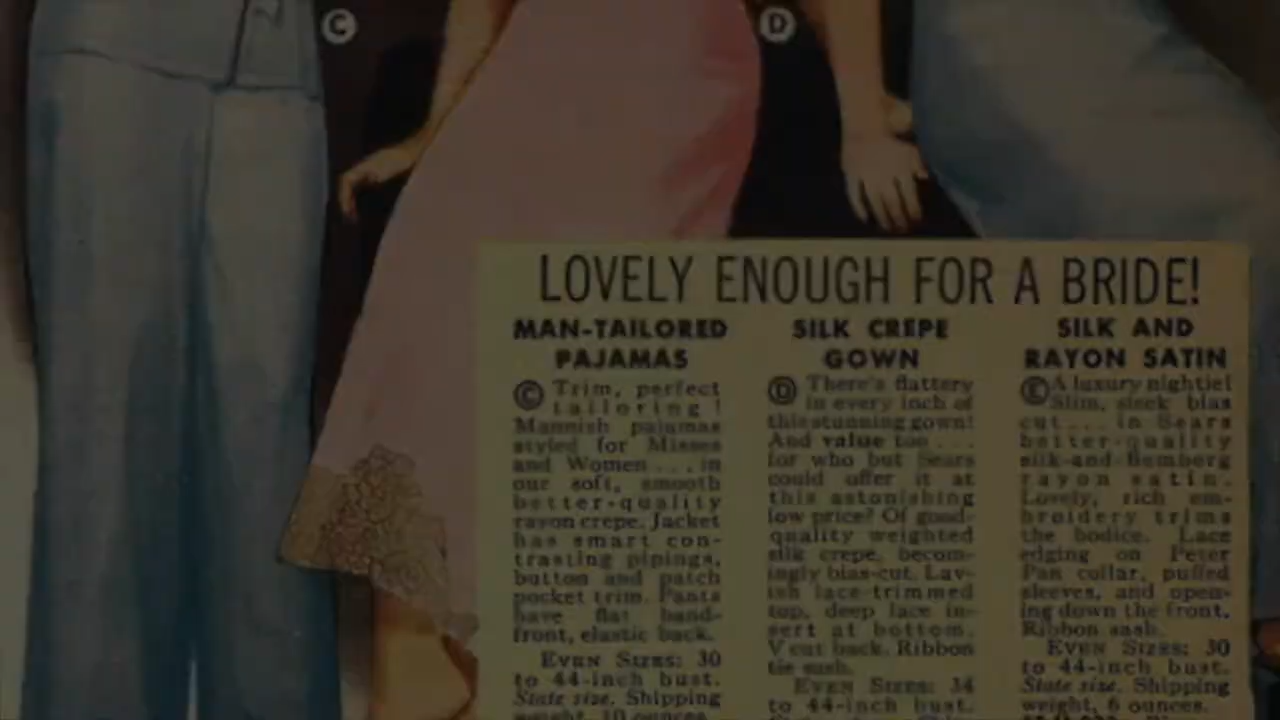 C
D
LOVELY ENOUGH FOR A BRIDE!
MAN-TAILORED
PAJAMAS
C Trim, perfect
tailoring!
Mannish pajamas
styled for Misses
and Women... in
our soft, smooth
better-quality
rayon crepe. Jacket
has smart con-
trasting pipings,
button and patch
pocket trim. Pants
have flat band-
front, elastic back.
EVEN SIZES: 30
to 44-inch bust.
State size. Shipping
weight, 10 ounces.
SILK CREPE
GOWN
D There's flattery
in every inch of
this stunning gown!
And value too....
for who but Sears
could offer it at
this astonishing
low price? Of good-
quality weighted
silk crepe, becom-
ingly bias-cut. Lav-
ish lace-trimmed
top, deep lace in-
sert at bottom.
V cut back. Ribbon
tie sash.
EVEN SIZES: 34
to 44-inch bust.
SILK AND
RAYON SATIN
E A luxury nightie!
Slim, sleek bias
cut.... in Sears
better-quality
silk-and-Bemberg
rayon satin.
Lovely, rich em-
broidery trims
the bodice. Lace
edging on Peter
Pan collar, puffed
sleeves, and open-
ing down the front.
Ribbon sash.
EVEN SIZES: 30
to 44-inch bust.
State size. Shipping
weight, 6 ounces.